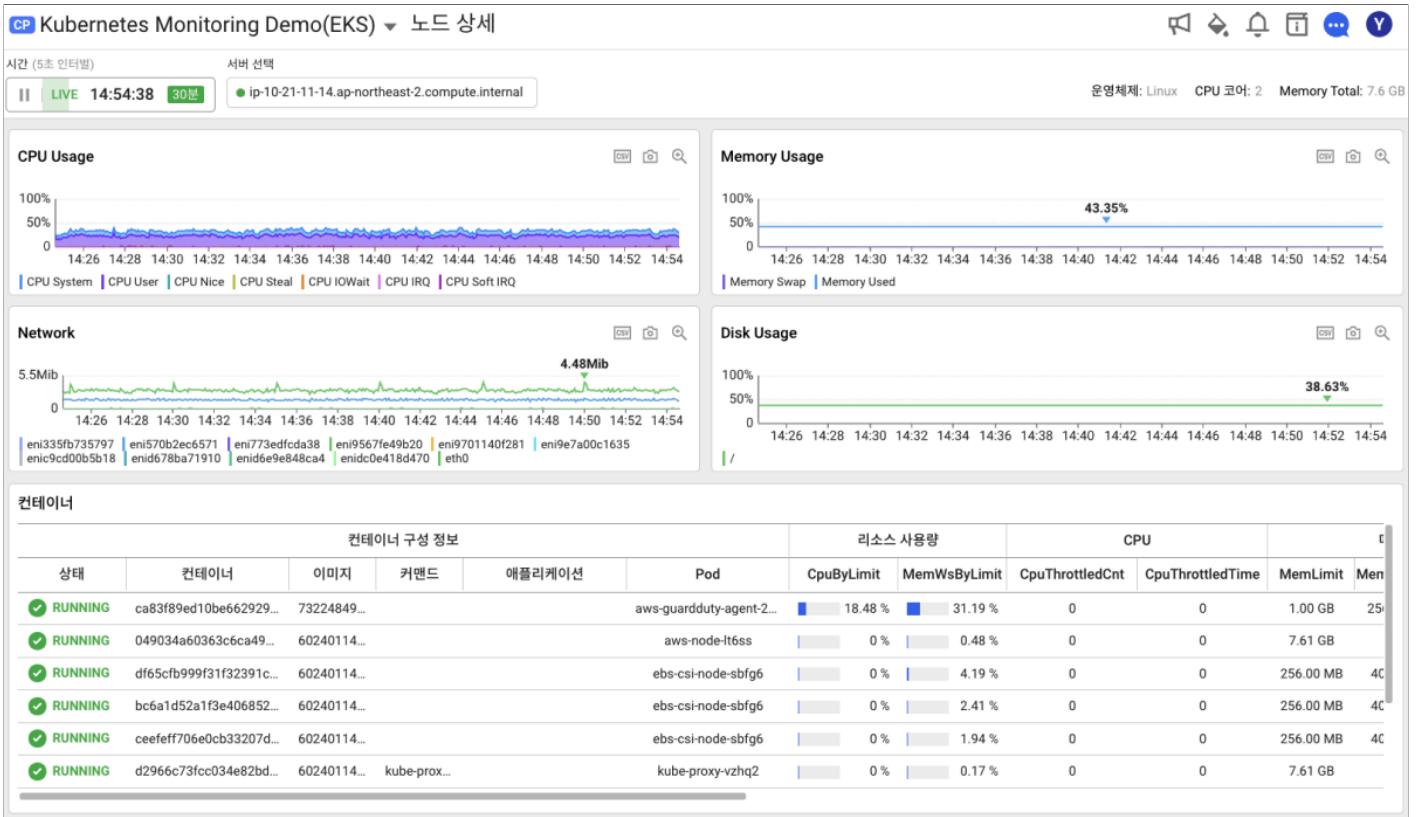 CP Kubernetes Monitoring Demo(EKS) 노드 상세
Y
시간 (5초 인터벌) 서버 선택
LIVE 14:54:38 30분 ip-10-21-11-14.ap-northeast-2.compute.internal 운영체제: Linux CPU 코어: 2 Memory Total: 7.6 GB
CPU Usage CSV
100%
50%
0
14:26 14:28 14:30 14:32 14:34 14:36 14:38 14:40 14:42 14:44 14:46 14:48 14:50 14:52 14:54
CPU System CPU User CPU Nice CPU Steal CPU IOWait CPU IRQ CPU Soft IRQ
Memory Usage CSV
100%
43.35%
50%
0
14:26 14:28 14:30 14:32 14:34 14:36 14:38 14:40 14:42 14:44 14:46 14:48 14:50 14:52 14:54
Memory Swap Memory Used
Network CSV
4.48Mib
5.5Mib
0
14:26 14:28 14:30 14:32 14:34 14:36 14:38 14:40 14:42 14:44 14:46 14:48 14:50 14:52 14:54
eni335fb735797 eni570b2ec6571 eni773edfcda38 eni9567fe49b20 eni9701140f281 eni9e7a00c1635
enic9cd00b5b18 enid678ba71910 enid6e9e848ca4 enidc0e418d470 eth0
Disk Usage CSV
100%
38.63%
50%
0
14:26 14:28 14:30 14:32 14:34 14:36 14:38 14:40 14:42 14:44 14:46 14:48 14:50 14:52 14:54
/
컨테이너
컨테이너 구성 정보 리소스 사용량 CPU
상태 컨테이너 이미지 커맨드 애플리케이션 Pod CpuByLimit MemWsByLimit CpuThrottledCnt CpuThrottledTime MemLimit Mem
RUNNING ca83f89ed10be662929... 73224849... aws-guardduty-agent-2... 18.48 % 31.19 % 0 0 1.00 GB 25
RUNNING 049034a60363c6ca49... 60240114... aws-node-lt6ss 0 % 0.48 % 0 0 7.61 GB
RUNNING df65cfb999f31f32391c... 60240114... ebs-csi-node-sbfg6 0 % 4.19 % 0 0 256.00 MB 40
RUNNING bc6a1d52a1f3e406852... 60240114... ebs-csi-node-sbfg6 0 % 2.41 % 0 0 256.00 MB 40
RUNNING ceefeff706e0cb33207d... 60240114... ebs-csi-node-sbfg6 0 % 1.94 % 0 0 256.00 MB 40
RUNNING d2966c73fcc034e82bd... 60240114... kube-prox... kube-proxy-vzhq2 0 % 0.17 % 0 0 7.61 GB